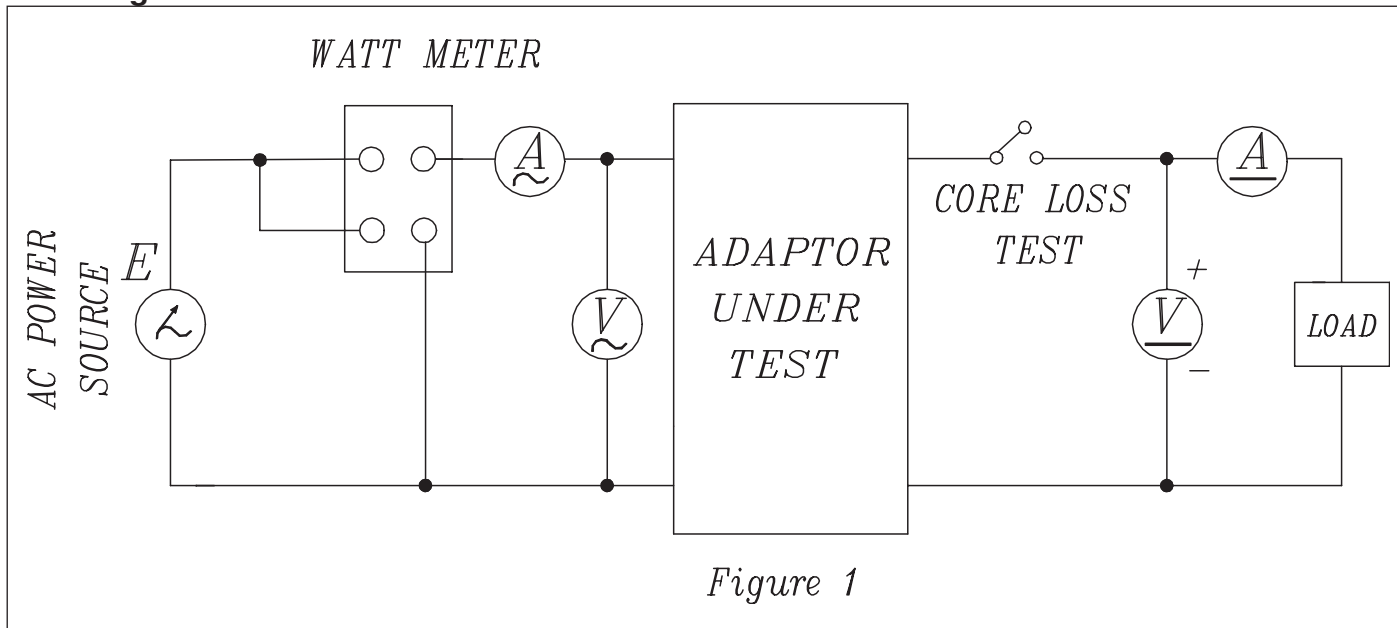 WATT METER
AC POWER
SOURCE
E
A
V
ADAPTOR
UNDER
TEST
CORE LOSS
TEST
A
+
V
−
LOAD
Figure 1